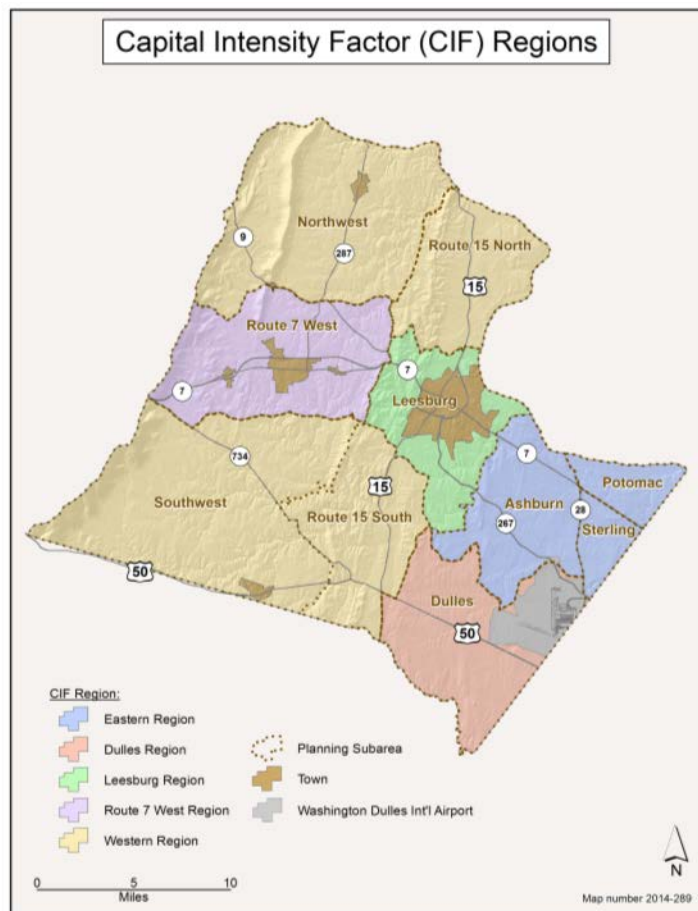 Capital Intensity Factor (CIF) Regions
Northwest
9
287
Route 15 North
15
Route 7 West
7
7
Leesburg
734
15
7
Potomac
Southwest
Route 15 South
Ashburn
28
267
Sterling
50
Dulles
50
CIF Region:
Eastern Region
Dulles Region
Leesburg Region
Route 7 West Region
Western Region
Planning Subarea
Town
Washington Dulles Int'l Airport
0
5
10
Miles
N
Map number 2014-289